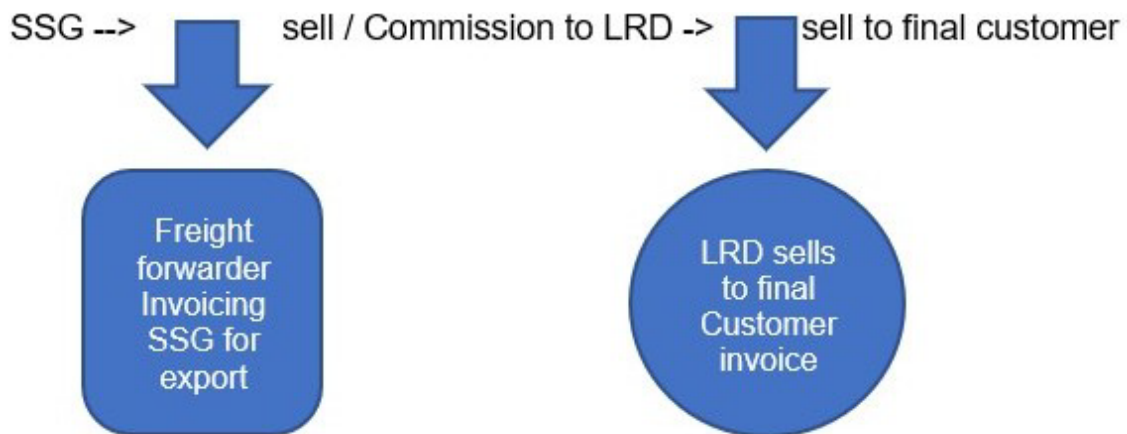 SSG --> sell / Commission to LRD -> sell to final customer
Freight
forwarder
Invoicing
SSG for
export
LRD sells
to final
Customer
invoice